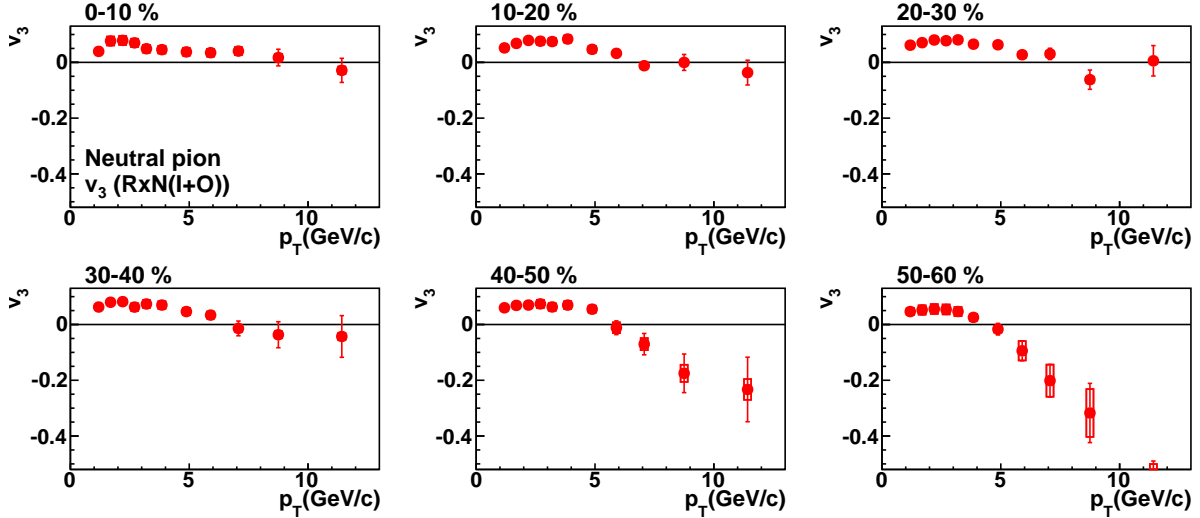 0-10 %
v3
0
-0.2
-0.4
Neutral pion
v3 (RxN(I+O))
0 5 10
pT(GeV/c)
10-20 %
v3
0
-0.2
-0.4
0 5 10
pT(GeV/c)
20-30 %
v3
0
-0.2
-0.4
0 5 10
pT(GeV/c)
30-40 %
v3
0
-0.2
-0.4
0 5 10
pT(GeV/c)
40-50 %
v3
0
-0.2
-0.4
0 5 10
pT(GeV/c)
50-60 %
v3
0
-0.2
-0.4
0 5 10
pT(GeV/c)